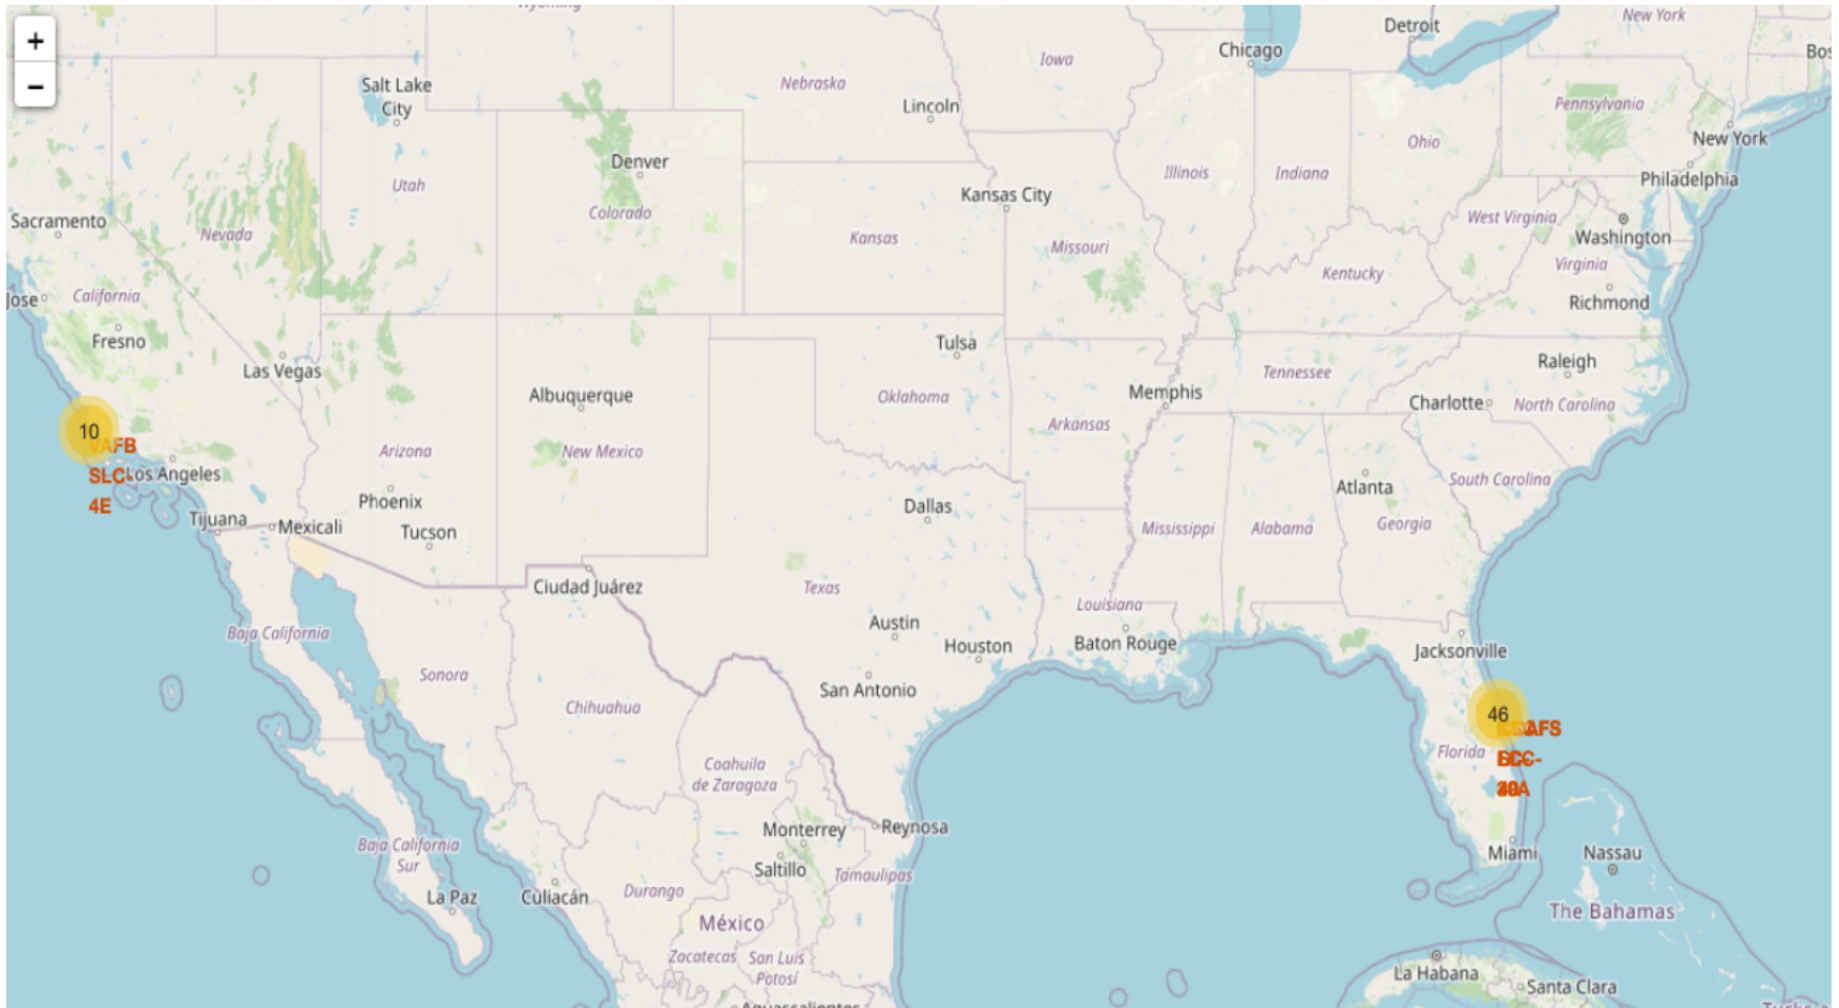 Wyoming
New York
Detroit
Chicago
Iowa
Salt Lake
City
Nebraska
Lincoln
Pennsylvania
New York
Ohio
Denver
Illinois
Indiana
Philadelphia
Utah
Kansas City
Colorado
Sacramento
Nevada
Kansas
Missouri
West Virginia
Washington
Virginia
Kentucky
California
Jose
Richmond
Fresno
Las Vegas
Tulsa
Raleigh
Tennessee
Albuquerque
Oklahoma
Memphis
Charlotte
North Carolina
Arkansas
10
VAFB
SLC-
4E
Arizona
New Mexico
Los Angeles
Phoenix
Dallas
Atlanta
South Carolina
Tijuana
Mexicali
Tucson
Mississippi
Alabama
Georgia
Ciudad Juárez
Texas
Louisiana
Austin
Baja California
Houston
Baton Rouge
Jacksonville
Sonora
San Antonio
Chihuahua
46
Florida
Coahuila
de Zaragoza
Monterrey
Reynosa
Baja California
Sur
Saltillo
Tamaulipas
Miami
Nassau
La Paz
Culiacán
Durango
México
The Bahamas
Zacatecas
San Luis
Potosí
La Habana
Santa Clara
Aguascalientes